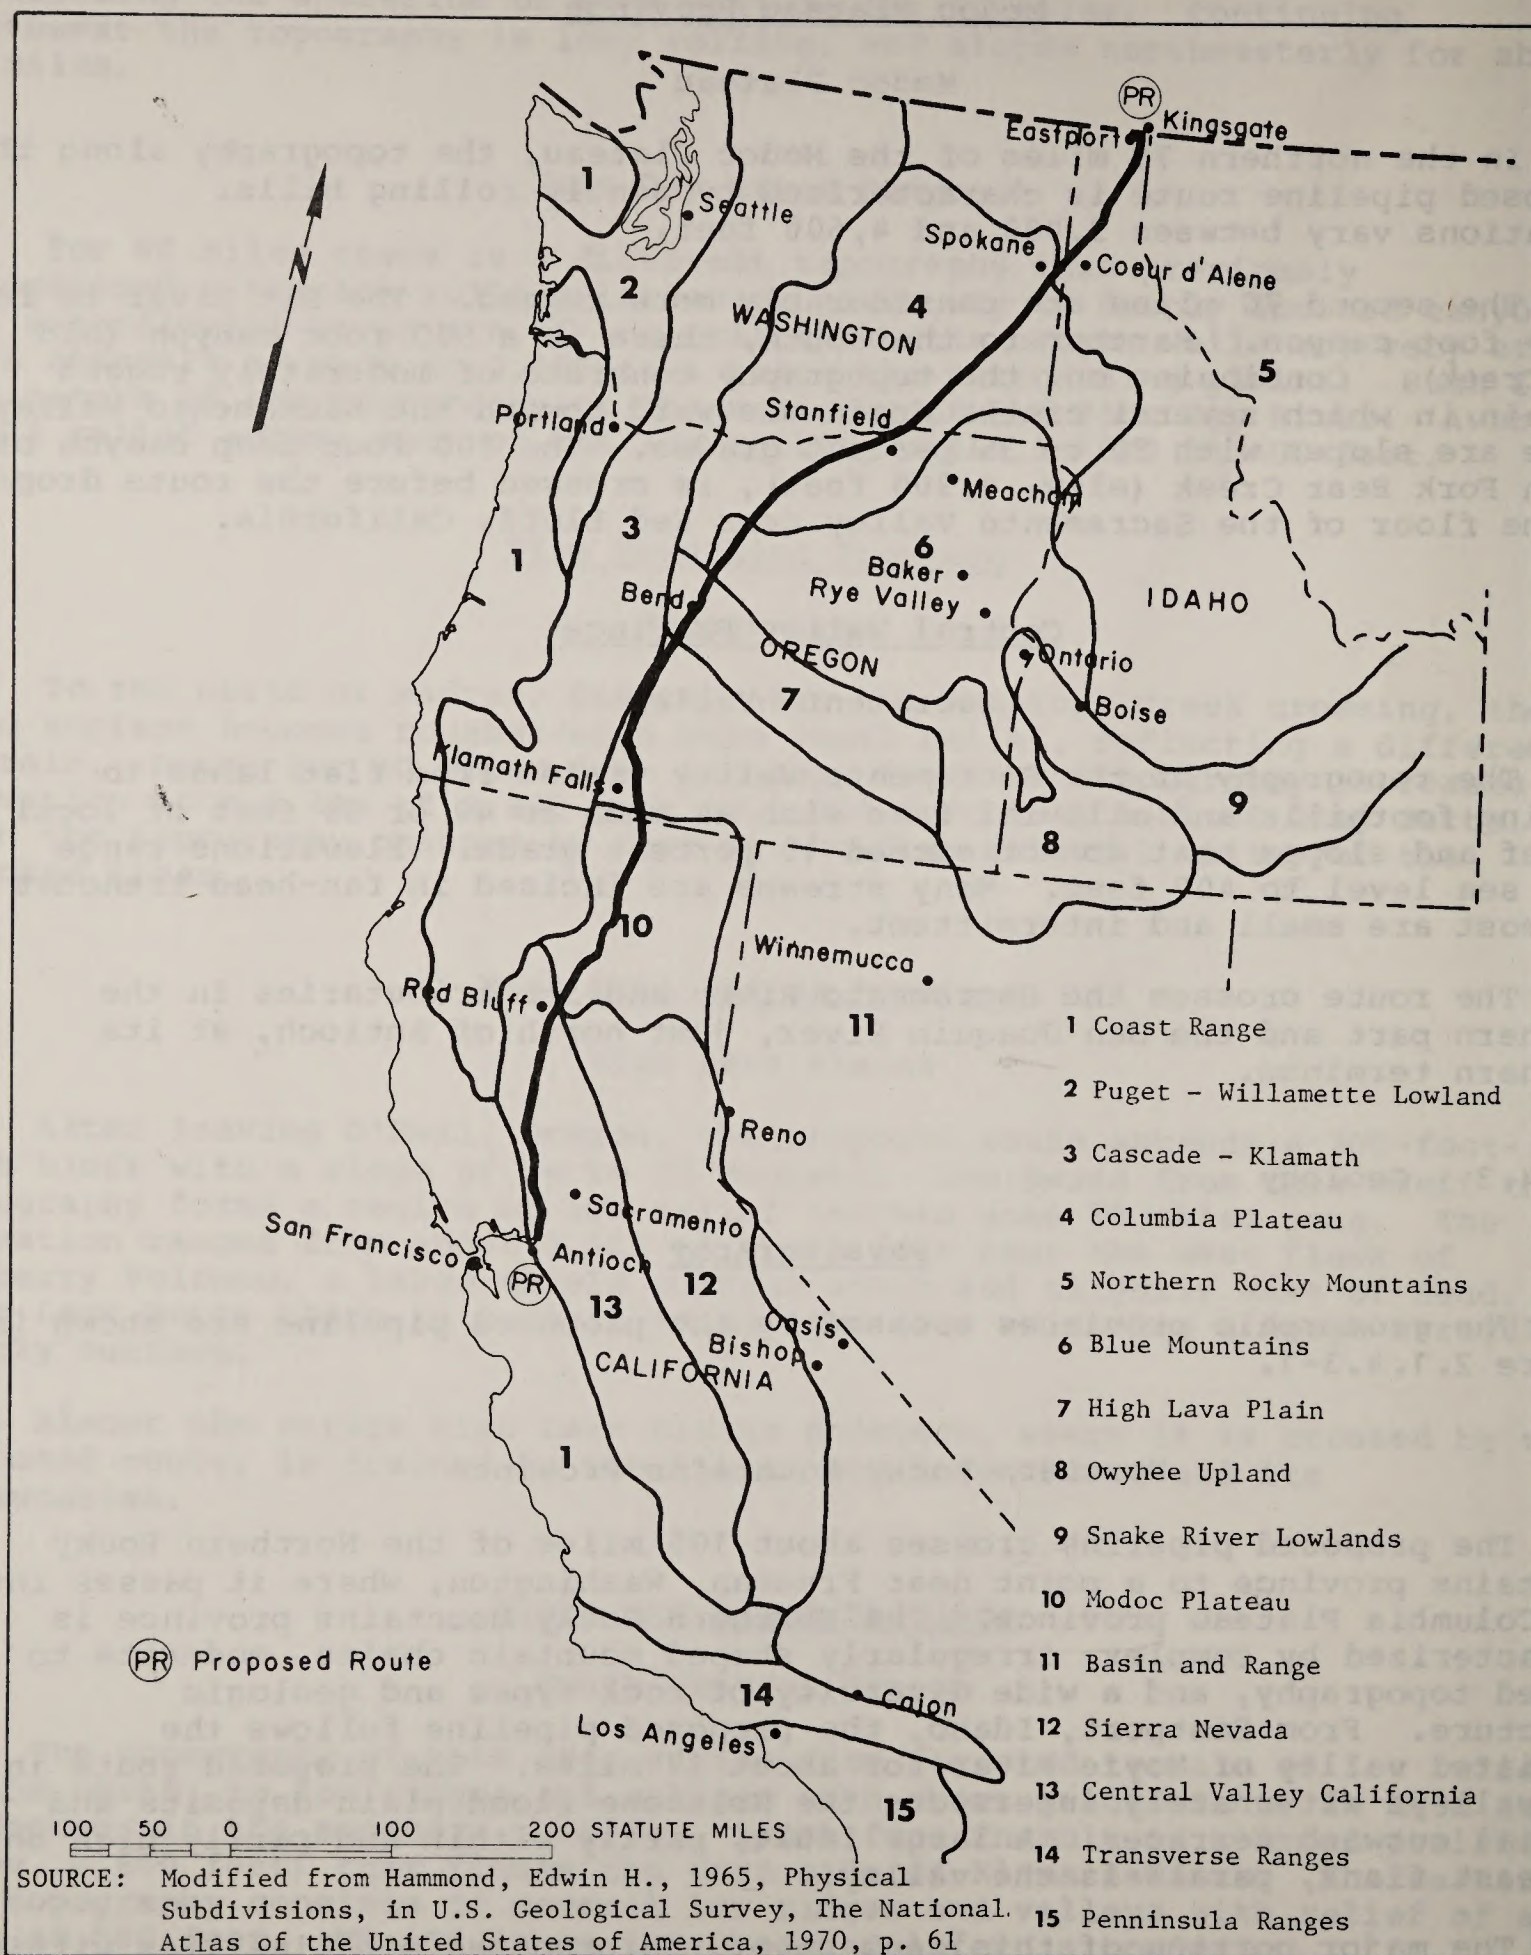 PR
Eastport
Kingsgate
1
Seattle
N
2
Spokane
Coeur d'Alene
4
WASHINGTON
5
Stanfield
Portland
Meacham
3
6
1
Baker
Rye Valley
IDAHO
Bend
OREGON
Ontario
7
Boise
Klamath Falls
9
8
10
Winnemucca
Red Bluff
11
1 Coast Range
2 Puget - Willamette Lowland
Reno
3 Cascade - Klamath
Sacramento
4 Columbia Plateau
San Francisco
Antioch
PR
12
5 Northern Rocky Mountains
13
Oasis
Bishop
6 Blue Mountains
CALIFORNIA
7 High Lava Plain
1
8 Owyhee Upland
9 Snake River Lowlands
10 Modoc Plateau
PR Proposed Route
11 Basin and Range
14
Cajon
12 Sierra Nevada
Los Angeles
13 Central Valley California
15
100 50 0 100 200 STATUTE MILES
14 Transverse Ranges
SOURCE: Modified from Hammond, Edwin H., 1965, Physical
Subdivisions, in U.S. Geological Survey, The National
15 Penninsula Ranges
Atlas of the United States of America, 1970, p. 61